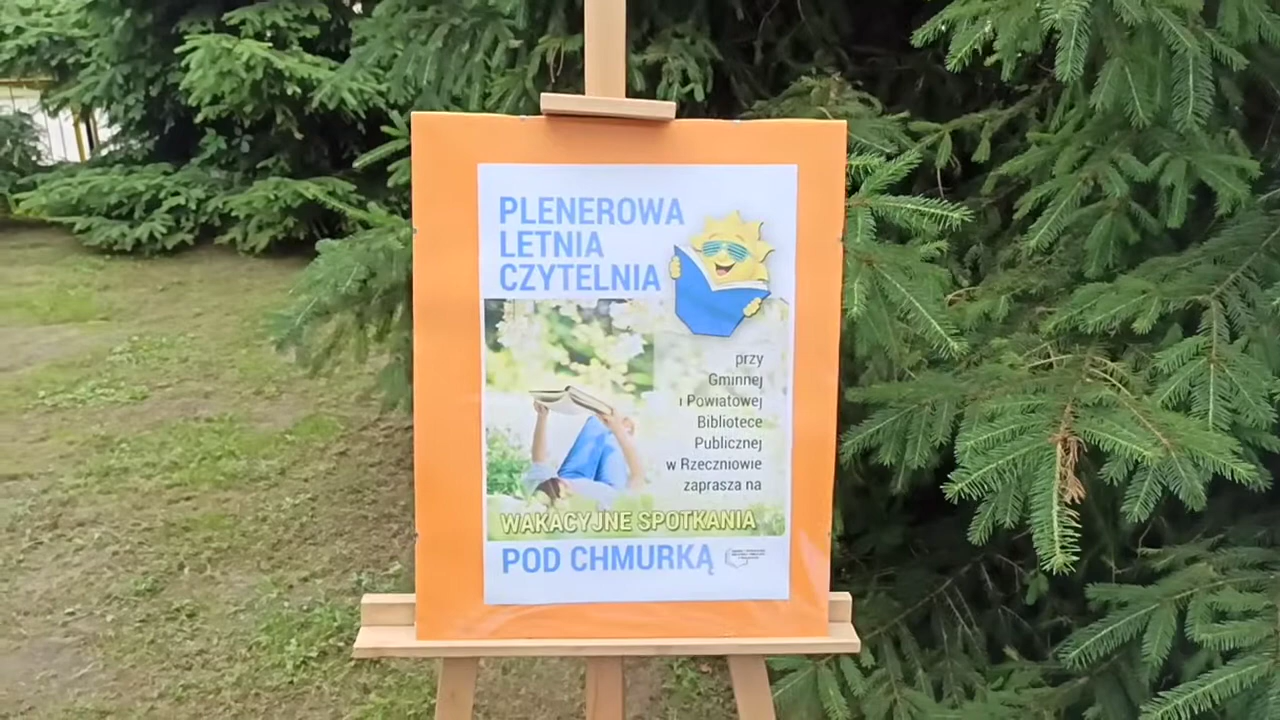 PLENEROWA
LETNIA
CZYTELNIA
przy
Gminnej
i Powiatowej
Bibliotece
Publicznej
w Rzeczniowie
zaprasza na
WAKACYJNE SPOTKANIA
POD CHMURKĄ